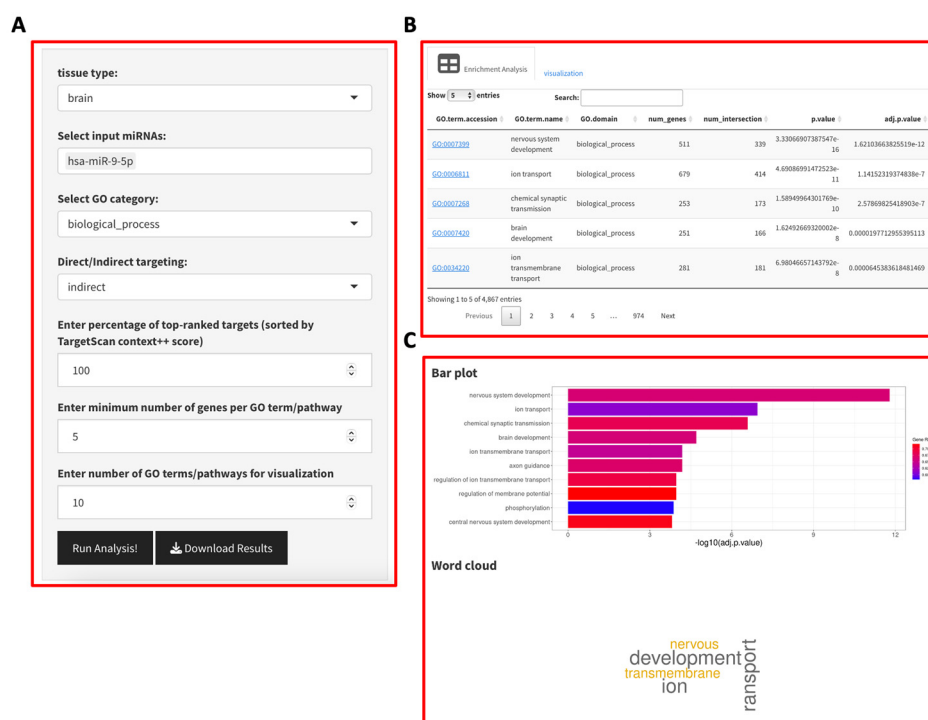 A
tissue type:
brain
Select input miRNAs:
hsa-miR-9-5p
Select GO category:
biological_process
Direct/Indirect targeting:
indirect
Enter percentage of top-ranked targets (sorted by
TargetScan context++ score)
100
Enter minimum number of genes per GO term/pathway
5
Enter number of GO terms/pathways for visualization
10
Run Analysis!
Download Results
B
Enrichment Analysis
visualization
Show 5 entries
Search:
GO.term.accession GO.term.name GO.domain num_genes num_intersection p.value adj.p.value
GO:0007399 nervous system development biological_process 511 339 3.33066907387547e-16 1.62103663825519e-12
GO:0006811 ion transport biological_process 679 414 4.69086991472523e-11 1.14152319374838e-7
GO:0007268 chemical synaptic transmission biological_process 253 173 1.58949964301769e-10 2.57869825418903e-7
GO:0007420 brain development biological_process 251 166 1.62492669320002e-8 0.0000197712955395113
GO:0034220 ion transmembrane transport biological_process 281 181 6.98046657143792e-8 0.0000645383618481469
Showing 1 to 5 of 4,867 entries
Previous 1 2 3 4 5 ... 974 Next
C
Bar plot
nervous system development
ion transport
chemical synaptic transmission
brain development
ion transmembrane transport
axon guidance
regulation of ion transmembrane transport
regulation of membrane potential
phosphorylation
central nervous system development
0 3 6 9 12
-log10(adj.p.value)
Word cloud
nervous
development
transmembrane
ion